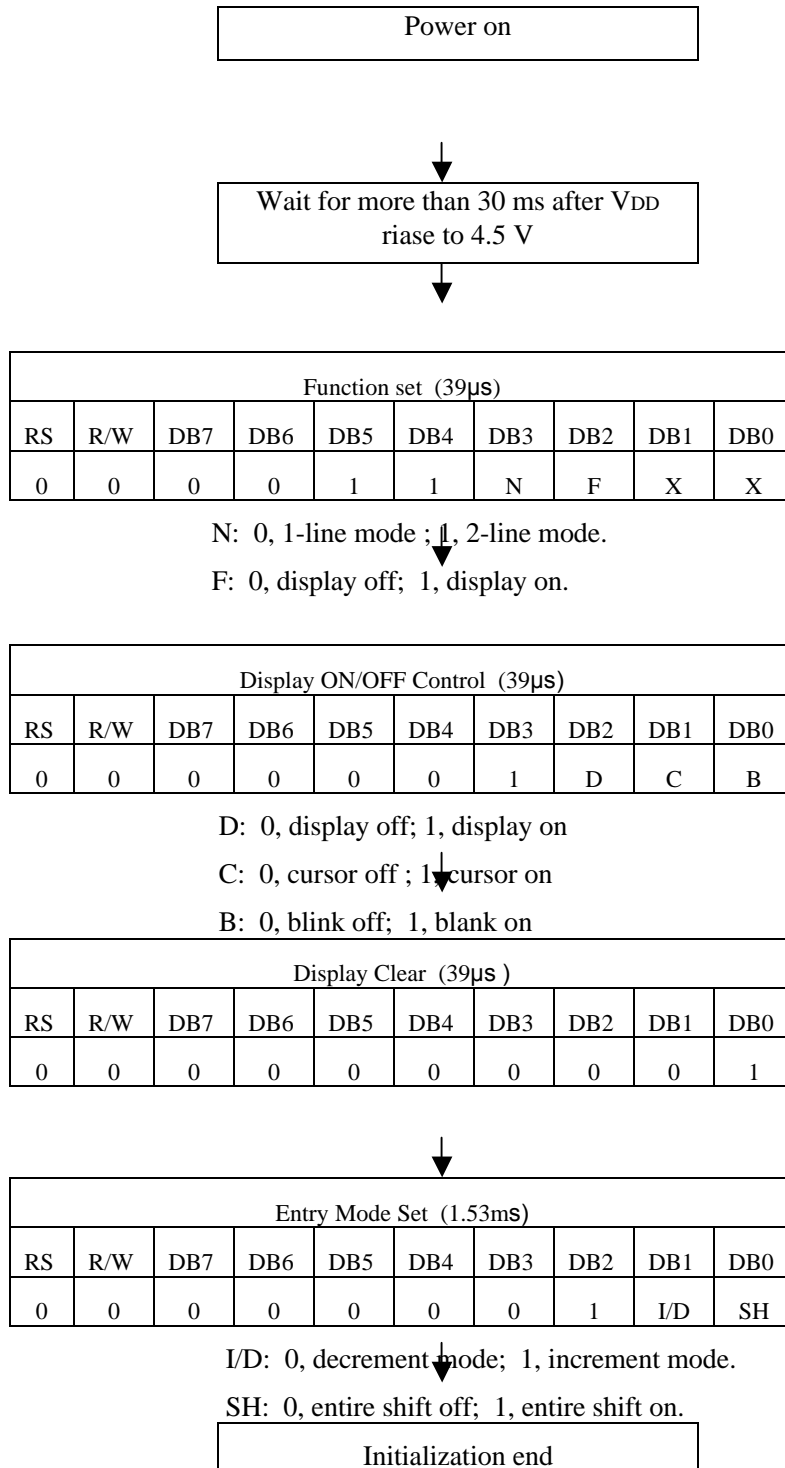 Power on
Wait for more than 30 ms after VDD
riase to 4.5 V
Function set (39µs)
RS R/W DB7 DB6 DB5 DB4 DB3 DB2 DB1 DB0
0 0 0 0 1 1 N F X X
N: 0, 1-line mode ; 1, 2-line mode.
F: 0, display off; 1, display on.
Display ON/OFF Control (39µs)
RS R/W DB7 DB6 DB5 DB4 DB3 DB2 DB1 DB0
0 0 0 0 0 0 1 D C B
D: 0, display off; 1, display on
C: 0, cursor off ; 1, cursor on
B: 0, blink off; 1, blank on
Display Clear (39µs )
RS R/W DB7 DB6 DB5 DB4 DB3 DB2 DB1 DB0
0 0 0 0 0 0 0 0 0 1
Entry Mode Set (1.53ms)
RS R/W DB7 DB6 DB5 DB4 DB3 DB2 DB1 DB0
0 0 0 0 0 0 0 1 I/D SH
I/D: 0, decrement mode; 1, increment mode.
SH: 0, entire shift off; 1, entire shift on.
Initialization end